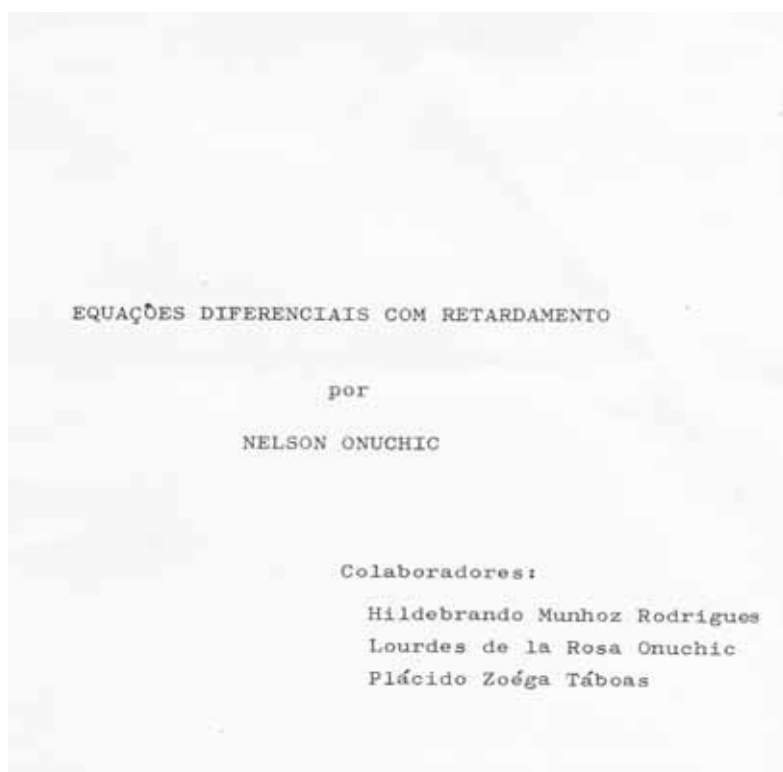 EQUAÇÕES DIFERENCIAIS COM RETARDAMENTO
por
NELSON ONUCHIC
Colaboradores:
Hildebrando Munhoz Rodrigues
Lourdes de la Rosa Onuchic
Plácido Zoéga Táboas